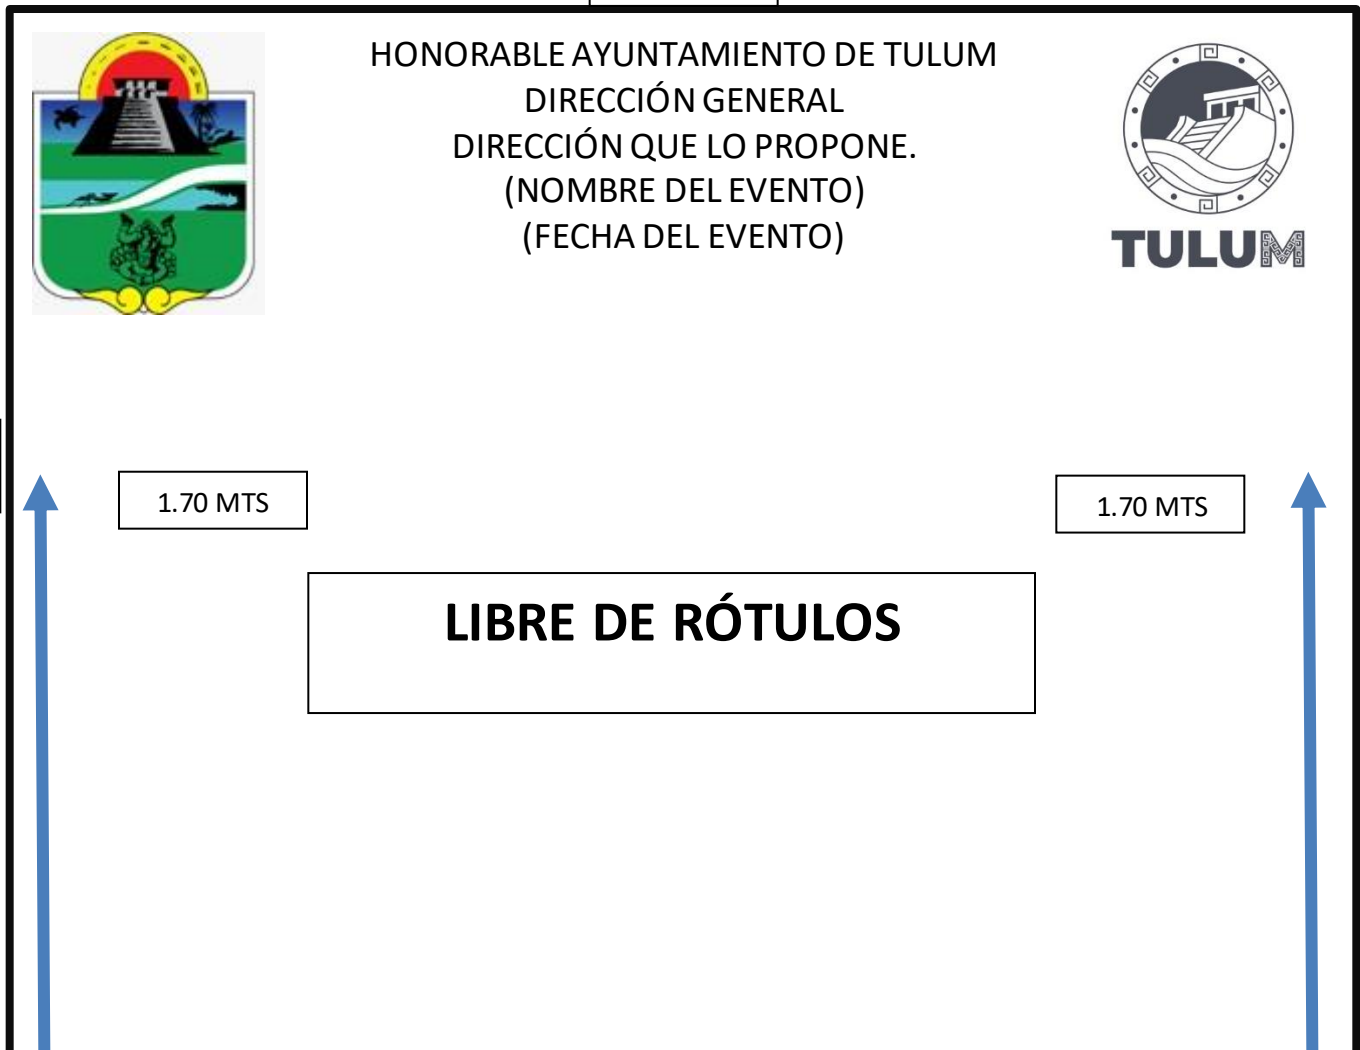 HONORABLE AYUNTAMIENTO DE TULUM
DIRECCIÓN GENERAL
DIRECCIÓN QUE LO PROPONE.
(NOMBRE DEL EVENTO)
(FECHA DEL EVENTO)
TULUM
1.70 MTS
1.70 MTS
LIBRE DE RÓTULOS